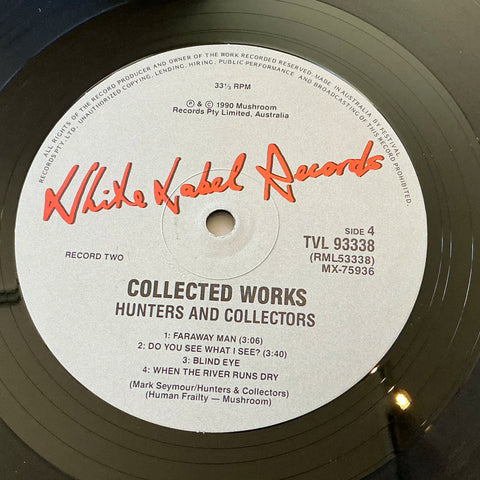 ALL RIGHTS OF THE RECORD PRODUCER AND OWNER OF THE WORK RECORDED RESERVED. MADE IN AUSTRALIA. BY FESTIVAL RECORDS PTY. LTD. UNAUTHORIZED COPYING, LENDING, HIRING, PUBLIC PERFORMANCE AND BROADCASTING OF THIS RECORD PROHIBITED.
33⅓ RPM
℗ & © 1990 Mushroom
Records Pty Limited, Australia
White Label Records
SIDE 4
TVL 93338
(RML53338)
MX-75936
RECORD TWO
COLLECTED WORKS
HUNTERS AND COLLECTORS
1: FARAWAY MAN (3:06)
2: DO YOU SEE WHAT I SEE? (3:40)
3: BLIND EYE
4: WHEN THE RIVER RUNS DRY
(Mark Seymour/Hunters & Collectors)
(Human Frailty – Mushroom)